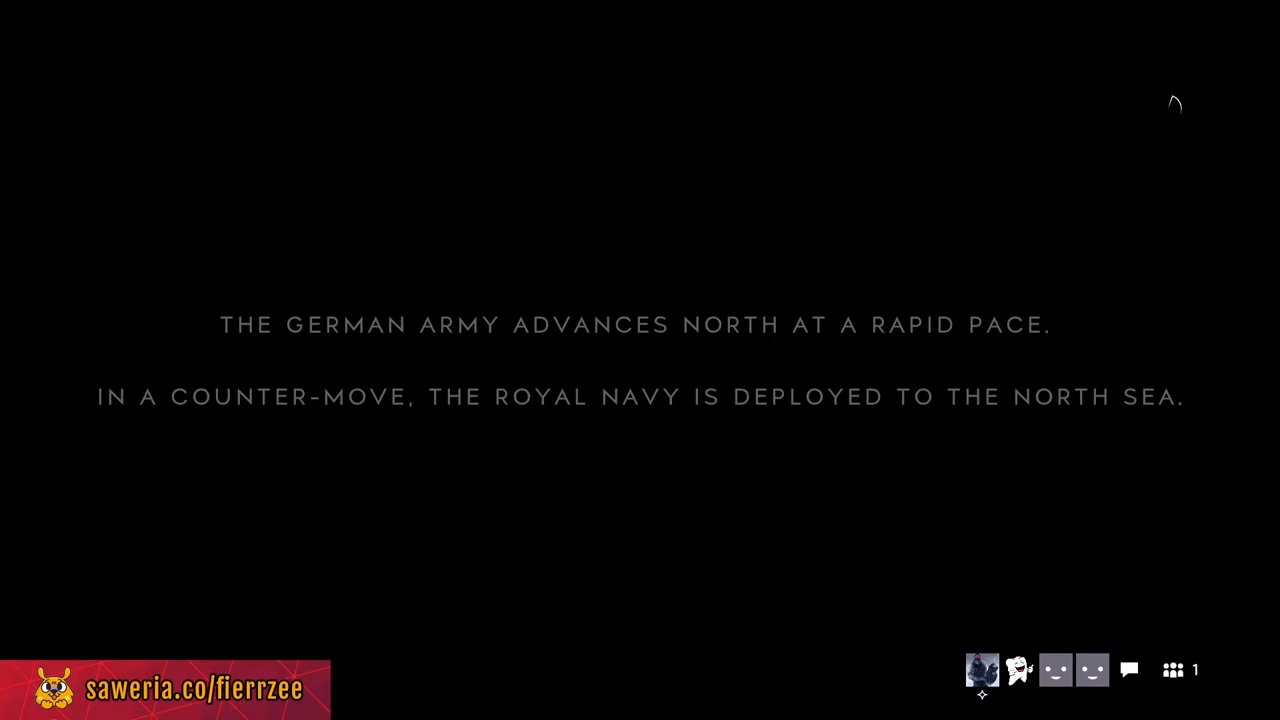 THE GERMAN ARMY ADVANCES NORTH AT A RAPID PACE.
IN A COUNTER-MOVE, THE ROYAL NAVY IS DEPLOYED TO THE NORTH SEA.
saweria.co/fierrzee
1